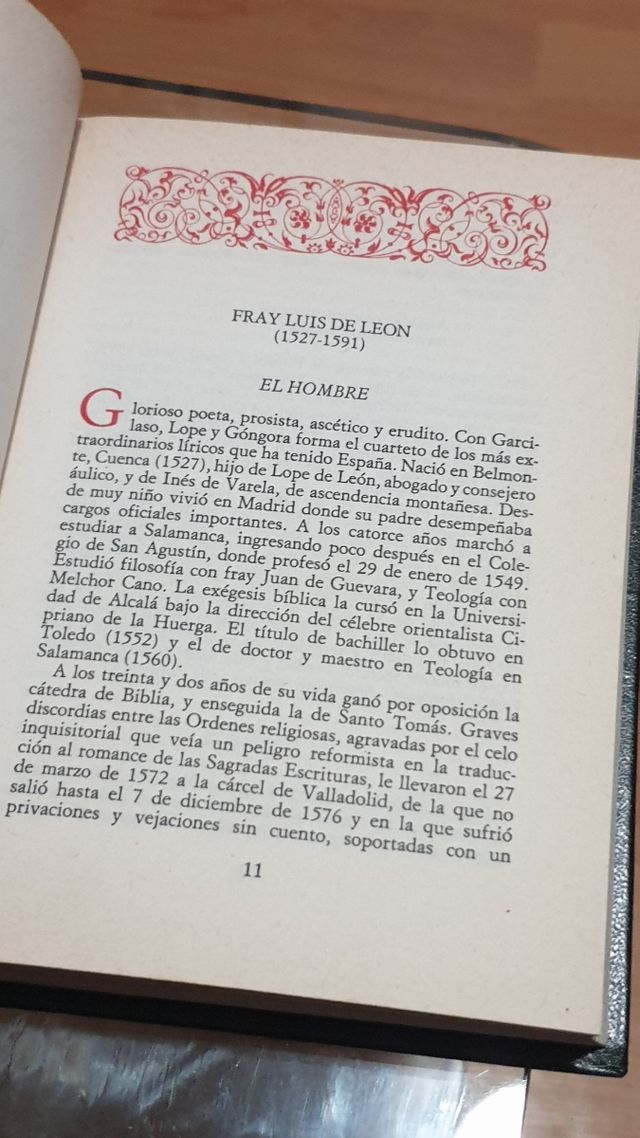 FRAY LUIS DE LEON
(1527-1591)
EL HOMBRE
Glorioso poeta, prosista, ascético y erudito. Con Garci-
laso, Lope y Góngora forma el cuarteto de los más ex-
traordinarios líricos que ha tenido España. Nació en Belmon-
te, Cuenca (1527), hijo de Lope de León, abogado y consejero
áulico, y de Inés de Varela, de ascendencia montañesa. Des-
de muy niño vivió en Madrid donde su padre desempeñaba
cargos oficiales importantes. A los catorce años marchó a
estudiar a Salamanca, ingresando poco después en el Cole-
gio de San Agustín, donde profesó el 29 de enero de 1549.
Estudió filosofía con fray Juan de Guevara, y Teología con
Melchor Cano. La exégesis bíblica la cursó en la Universi-
dad de Alcalá bajo la dirección del célebre orientalista Ci-
priano de la Huerga. El título de bachiller lo obtuvo en
Toledo (1552) y el de doctor y maestro en Teología en
Salamanca (1560).
A los treinta y dos años de su vida ganó por oposición la
cátedra de Biblia, y enseguida la de Santo Tomás. Graves
discordias entre las Ordenes religiosas, agravadas por el celo
inquisitorial que veía un peligro reformista en la traduc-
ción al romance de las Sagradas Escrituras, le llevaron el 27
de marzo de 1572 a la cárcel de Valladolid, de la que no
salió hasta el 7 de diciembre de 1576 y en la que sufrió
privaciones y vejaciones sin cuento, soportadas con un
11